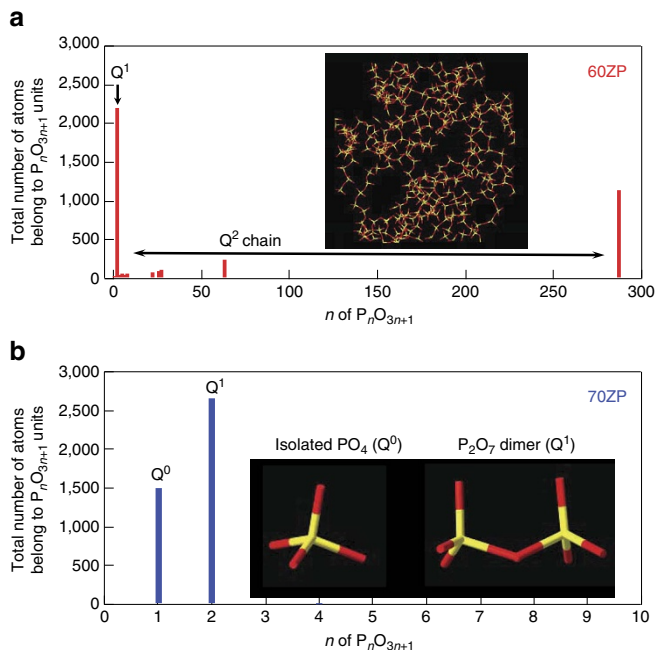 a
Total number of atoms
belong to PₙO₃ₙ₊₁ units
3,000
2,500
2,000
1,500
1,000
500
0
Q¹
60ZP
Q² chain
0 50 100 150 200 250 300
n of PₙO₃ₙ₊₁
b
Total number of atoms
belong to PₙO₃ₙ₊₁ units
3,000
2,500
2,000
1,500
1,000
500
0
Q¹
70ZP
Q⁰
Isolated PO₄ (Q⁰) P₂O₇ dimer (Q¹)
0 1 2 3 4 5 6 7 8 9 10
n of PₙO₃ₙ₊₁